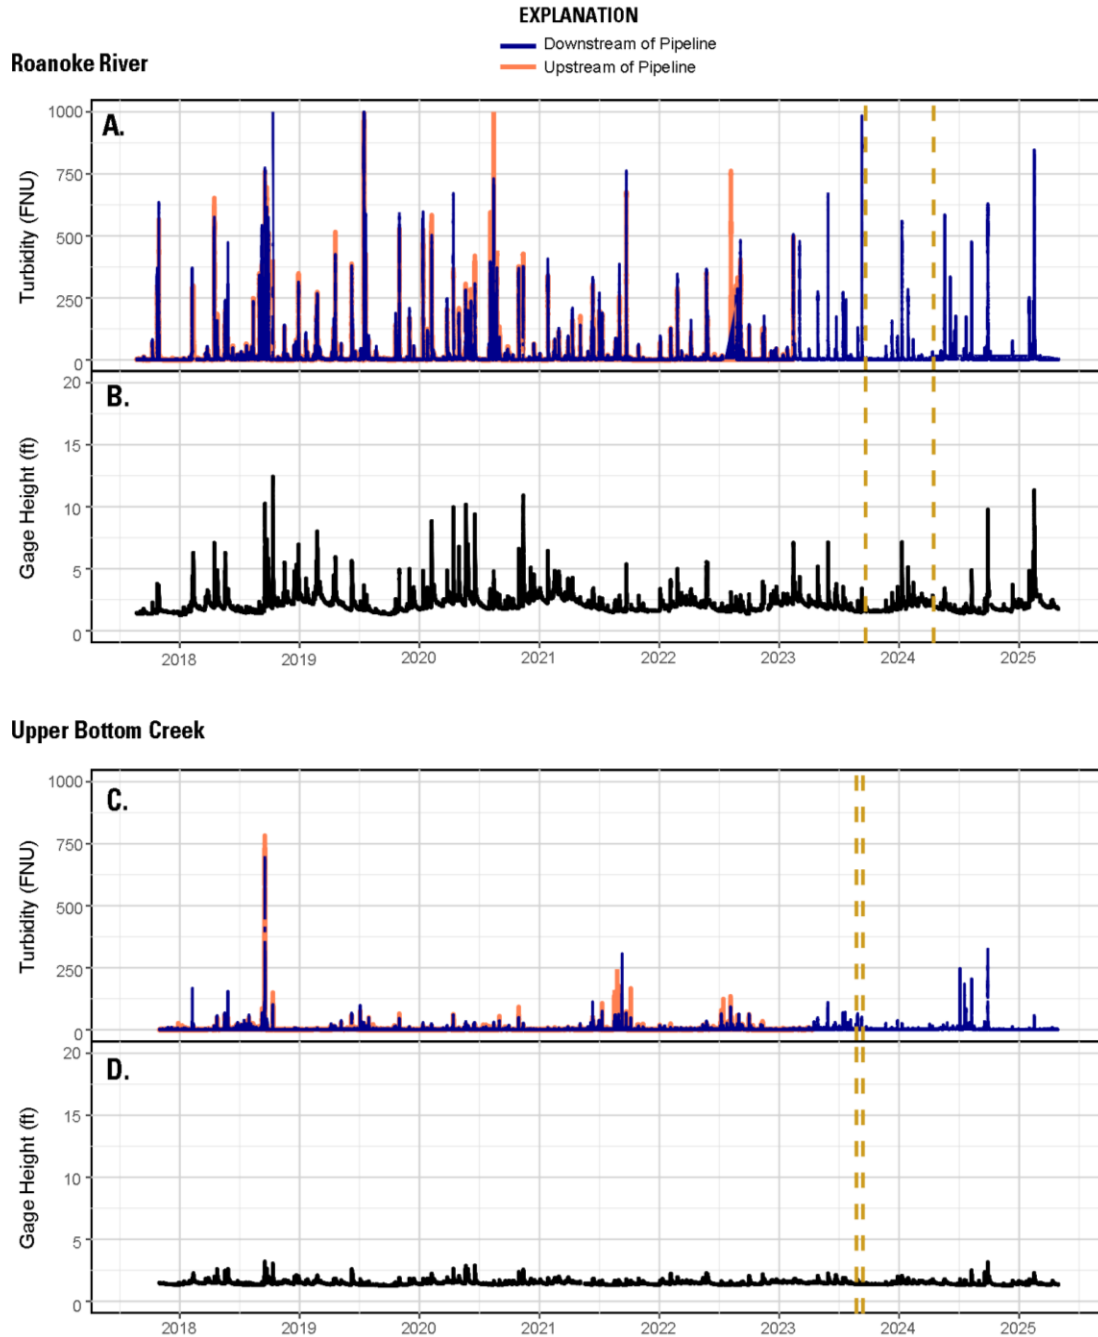 EXPLANATION
Downstream of Pipeline
Upstream of Pipeline
Roanoke River
A.
Turbidity (FNU)
1000
750
500
250
0
B.
Gage Height (ft)
20
15
10
5
0
2018 2019 2020 2021 2022 2023 2024 2025
Upper Bottom Creek
C.
Turbidity (FNU)
1000
750
500
250
0
D.
Gage Height (ft)
20
15
10
5
0
2018 2019 2020 2021 2022 2023 2024 2025